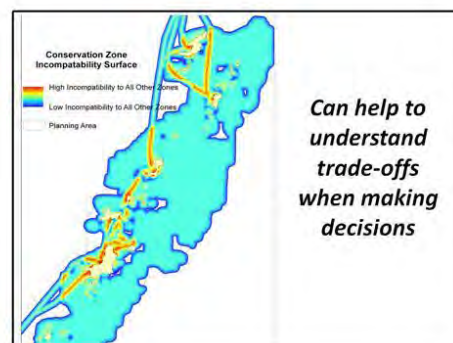 Conservation Zone
Incompatability Surface
High Incompatibility to All Other Zones
Low Incompatibility to All Other Zones
Planning Area
Can help to
understand
trade-offs
when making
decisions